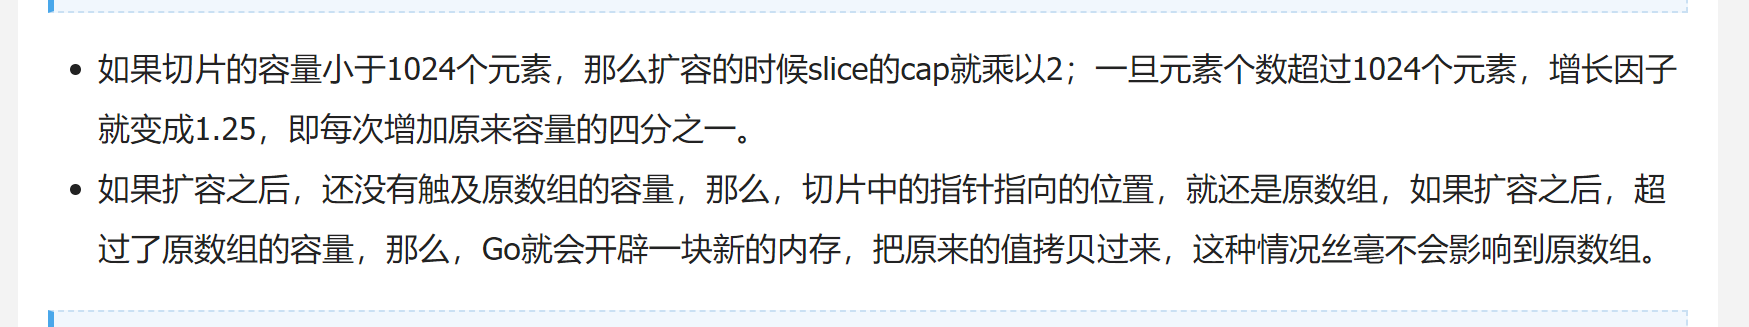 如果切片的容量小于1024个元素，那么扩容的时候slice的cap就乘以2；一旦元素个数超过1024个元素，增长因子
就变成1.25，即每次增加原来容量的四分之一。
如果扩容之后，还没有触及原数组的容量，那么，切片中的指针指向的位置，就还是原数组，如果扩容之后，超
过了原数组的容量，那么，Go就会开辟一块新的内存，把原来的值拷贝过来，这种情况丝毫不会影响到原数组。